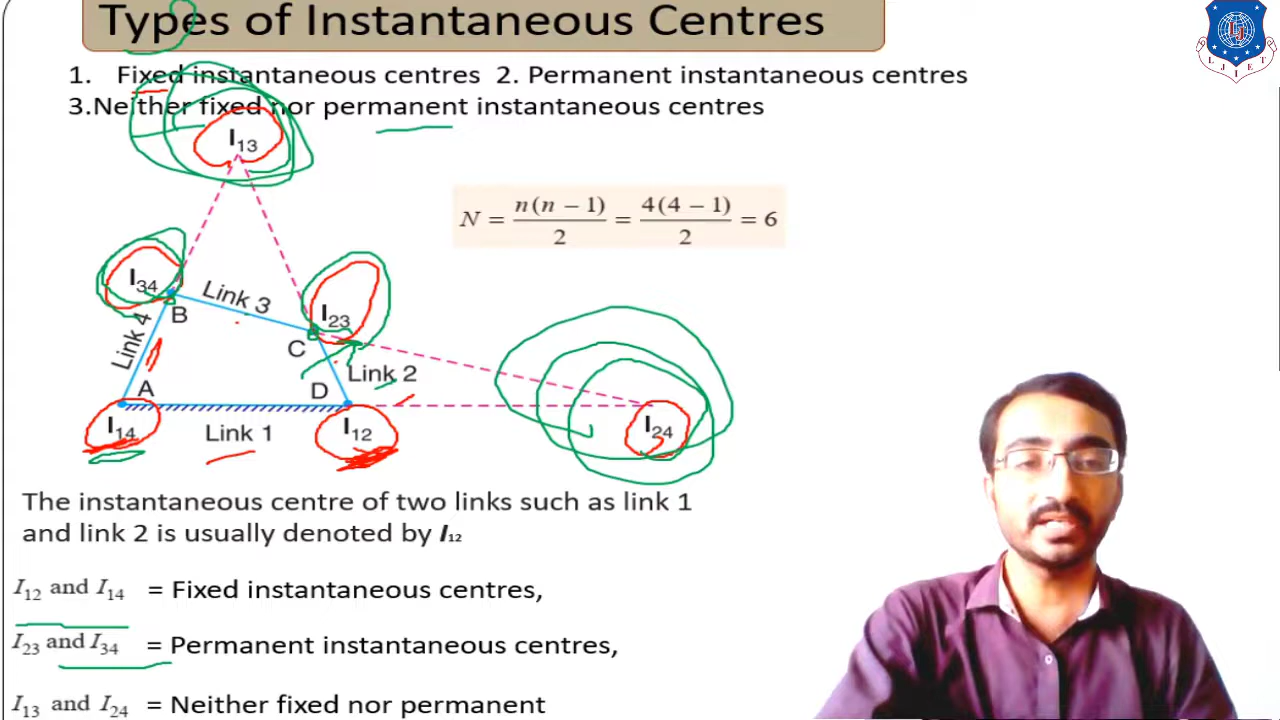 Types of Instantaneous Centres
LJIET
1. Fixed instantaneous centres 2. Permanent instantaneous centres
3.Neither fixed nor permanent instantaneous centres
I13
N = n(n − 1)/2 = 4(4 − 1)/2 = 6
I34
Link 3
I23
B
Link 4
C
Link 2
A
D
I14
Link 1
I12
I24
The instantaneous centre of two links such as link 1
and link 2 is usually denoted by I12
I12 and I14 = Fixed instantaneous centres,
I23 and I34 = Permanent instantaneous centres,
I13 and I24 = Neither fixed nor permanent